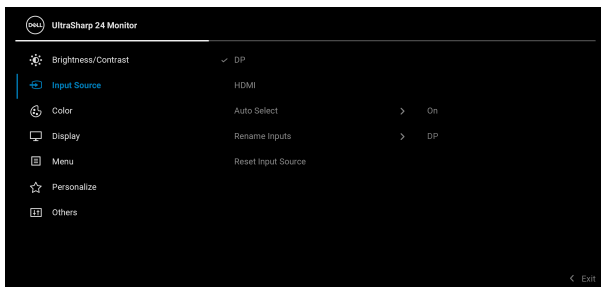 DELL UltraSharp 24 Monitor
Brightness/Contrast
✓ DP
Input Source
HDMI
Color
Auto Select > On
Display
Rename Inputs > DP
Menu
Reset Input Source
Personalize
Others
< Exit